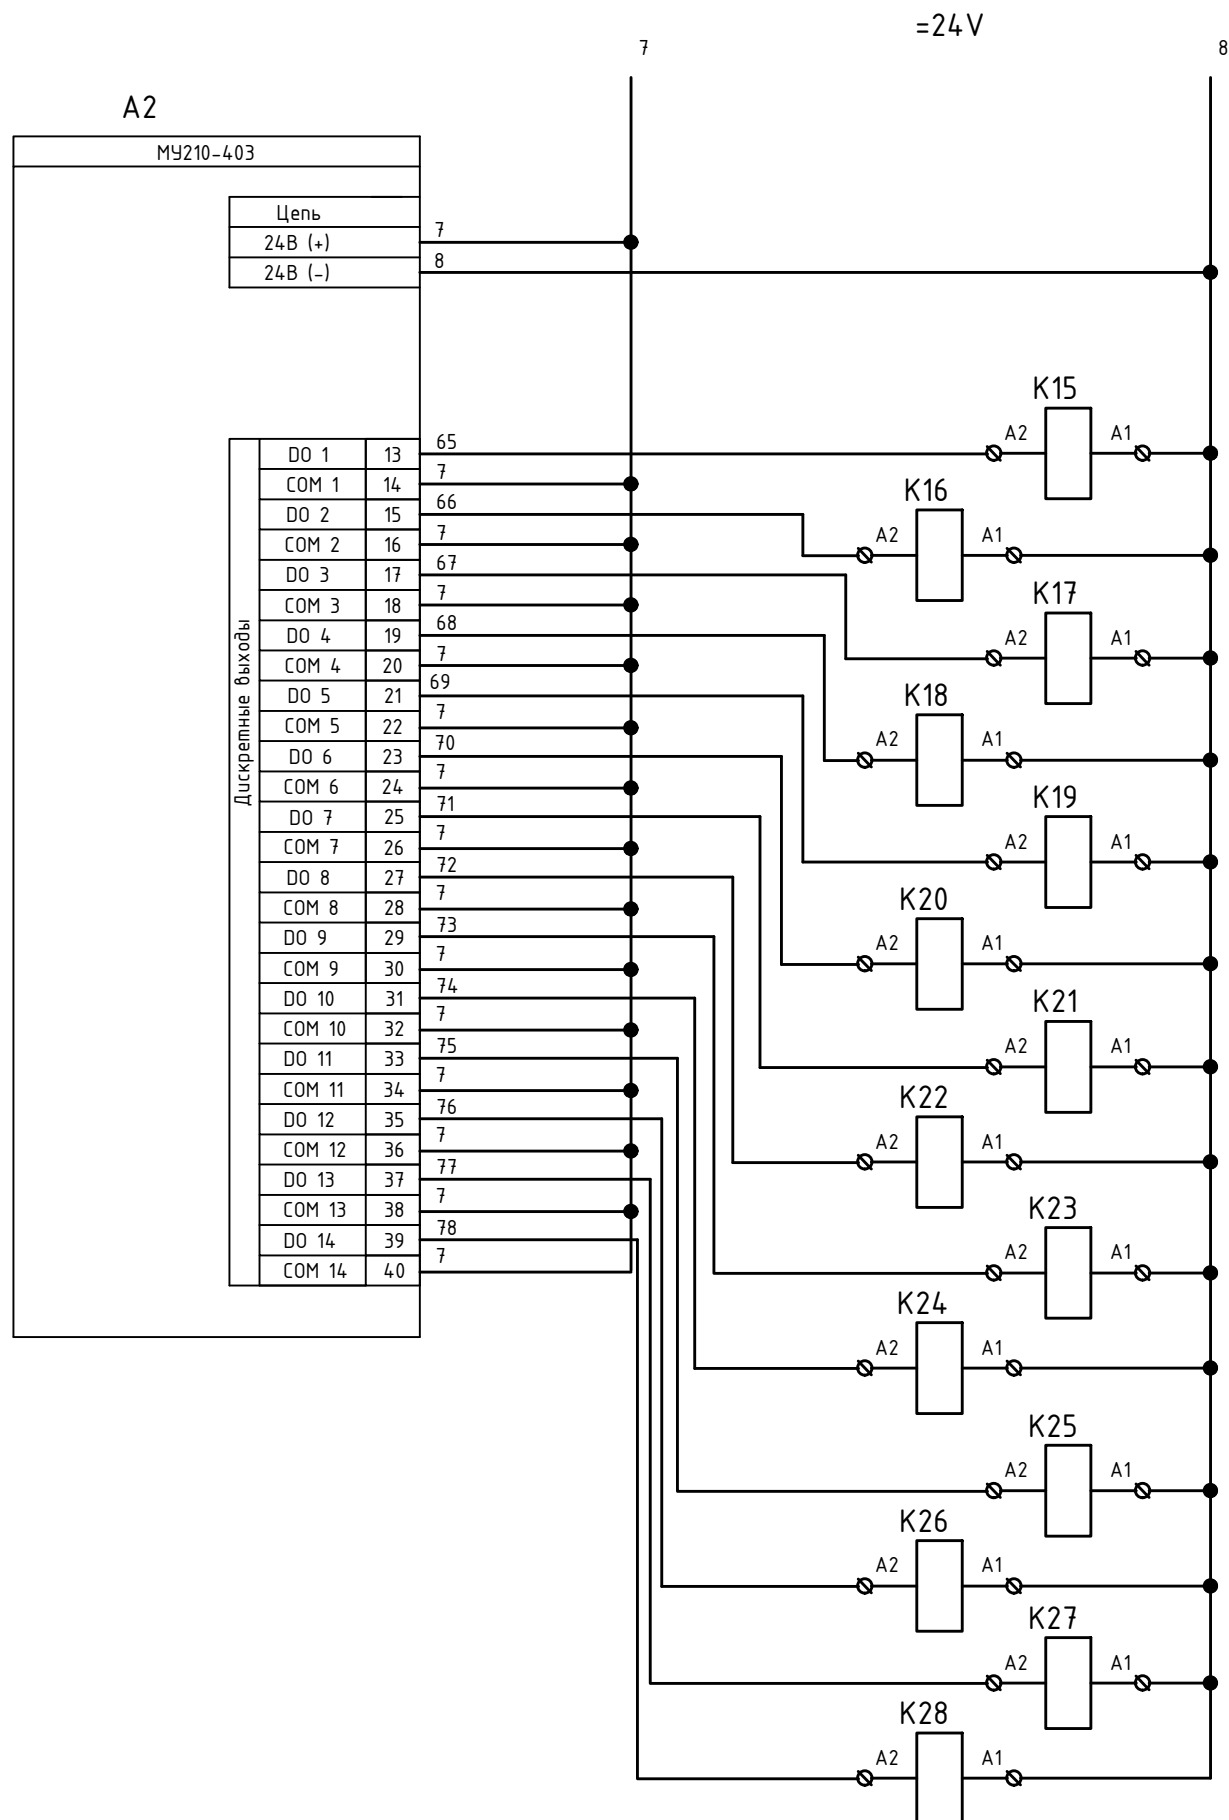 =24V
7
8
A2
МУ210-403
Цепь
24В (+)
7
24В (-)
8
Дискретные выходы
DO 1 13 65
COM 1 14 7
DO 2 15 66
COM 2 16 7
DO 3 17 67
COM 3 18 7
DO 4 19 68
COM 4 20 7
DO 5 21 69
COM 5 22 7
DO 6 23 70
COM 6 24 7
DO 7 25 71
COM 7 26 7
DO 8 27 72
COM 8 28 7
DO 9 29 73
COM 9 30 7
DO 10 31 74
COM 10 32 7
DO 11 33 75
COM 11 34 7
DO 12 35 76
COM 12 36 7
DO 13 37 77
COM 13 38 7
DO 14 39 78
COM 14 40 7
K15
A2 A1
K16
A2 A1
K17
A2 A1
K18
A2 A1
K19
A2 A1
K20
A2 A1
K21
A2 A1
K22
A2 A1
K23
A2 A1
K24
A2 A1
K25
A2 A1
K26
A2 A1
K27
A2 A1
K28
A2 A1